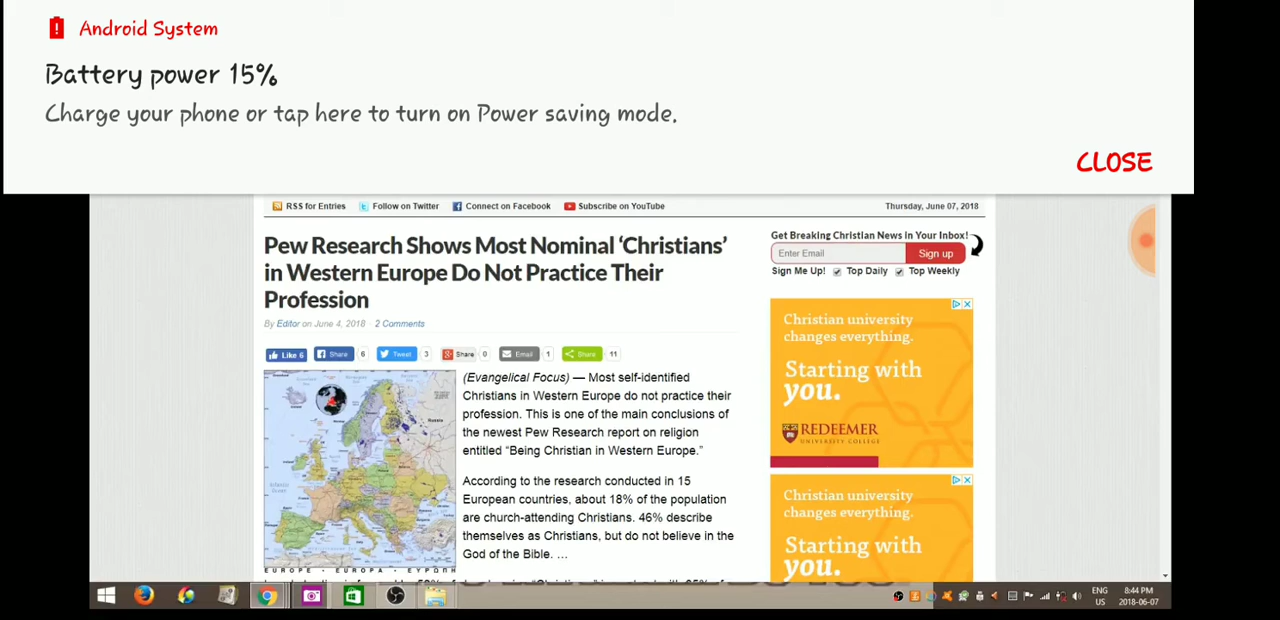 Android System
Battery power 15%
Charge your phone or tap here to turn on Power saving mode.
CLOSE
RSS for Entries
Follow on Twitter
Connect on Facebook
Subscribe on YouTube
Thursday, June 07, 2018
Pew Research Shows Most Nominal ‘Christians’
in Western Europe Do Not Practice Their
Profession
By Editor on June 4, 2018 2 Comments
Like 6
Share 6
Tweet 3
Share 0
Email 1
Share 11
(Evangelical Focus) — Most self-identified
Christians in Western Europe do not practice their
profession. This is one of the main conclusions of
the newest Pew Research report on religion
entitled “Being Christian in Western Europe.”
According to the research conducted in 15
European countries, about 18% of the population
are church-attending Christians. 46% describe
themselves as Christians, but do not believe in the
God of the Bible. …
EUROPE - EUROPA - ΕΥΡΩΠΗ
Get Breaking Christian News in Your Inbox!
Enter Email
Sign up
Sign Me Up! Top Daily Top Weekly
Christian university
changes everything.
Starting with
you.
REDEEMER
UNIVERSITY COLLEGE
Christian university
changes everything.
Starting with
you.
ENG
US
8:44 PM
2018-06-07